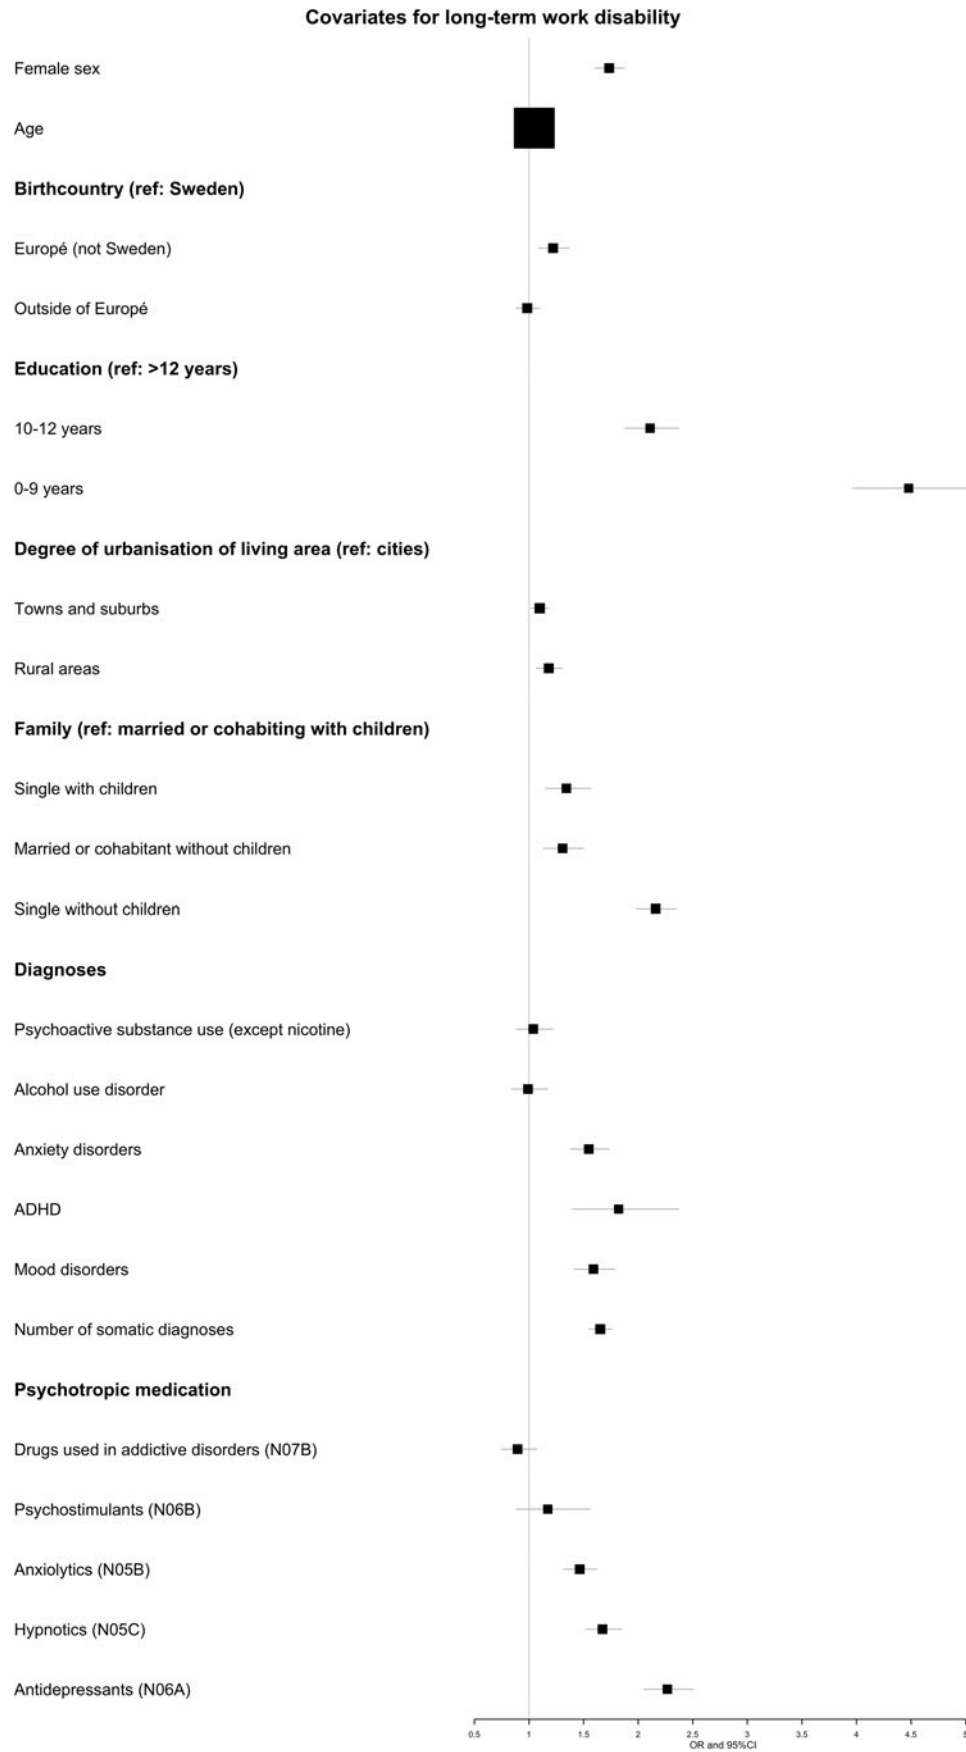 Covariates for long-term work disability
Female sex
Age
Birthcountry (ref: Sweden)
Europée (not Sweden)
Outside of Europée
Education (ref: >12 years)
10-12 years
0-9 years
Degree of urbanisation of living area (ref: cities)
Towns and suburbs
Rural areas
Family (ref: married or cohabiting with children)
Single with children
Married or cohabitant without children
Single without children
Diagnoses
Psychoactive substance use (except nicotine)
Alcohol use disorder
Anxiety disorders
ADHD
Mood disorders
Number of somatic diagnoses
Psychotropic medication
Drugs used in addictive disorders (N07B)
Psychostimulants (N06B)
Anxiolytics (N05B)
Hypnotics (N05C)
Antidepressants (N06A)
0.5 1 1.5 2 2.5 3 3.5 4 4.5 5
OR and 95%CI